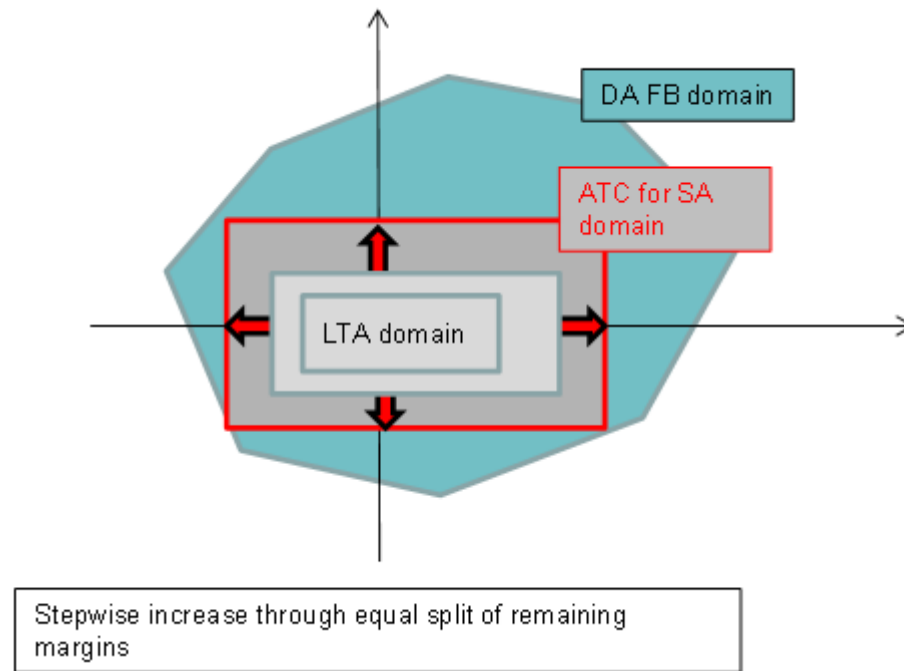 DA FB domain
ATC for SA
domain
LTA domain
Stepwise increase through equal split of remaining
margins